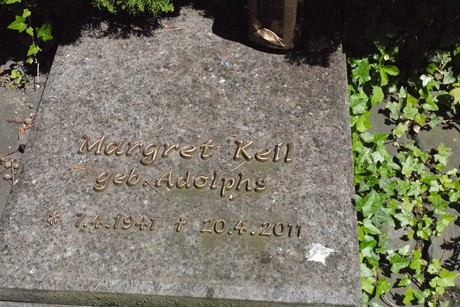 Margret Keil
geb. Adolphs
* 7.4.1941 † 20.4.2011